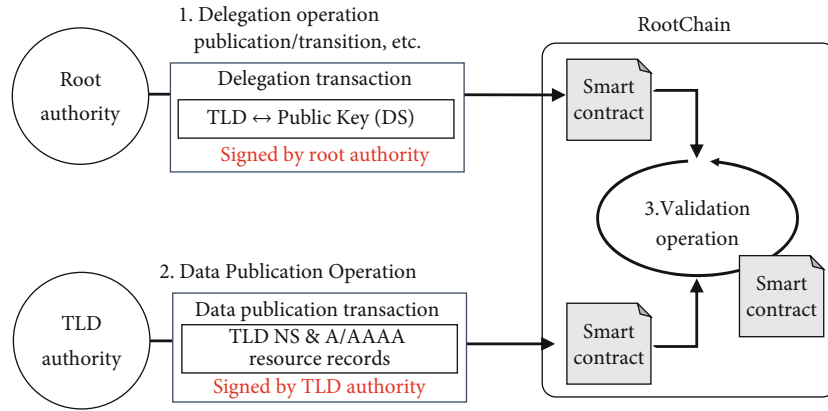 1. Delegation operation
publication/transition, etc.
RootChain
Root
authority
Delegation transaction
TLD ↔ Public Key (DS)
Signed by root authority
Smart
contract
3.Validation
operation
2. Data Publication Operation
TLD
authority
Data publication transaction
TLD NS & A/AAAA
resource records
Signed by TLD authority
Smart
contract
Smart
contract